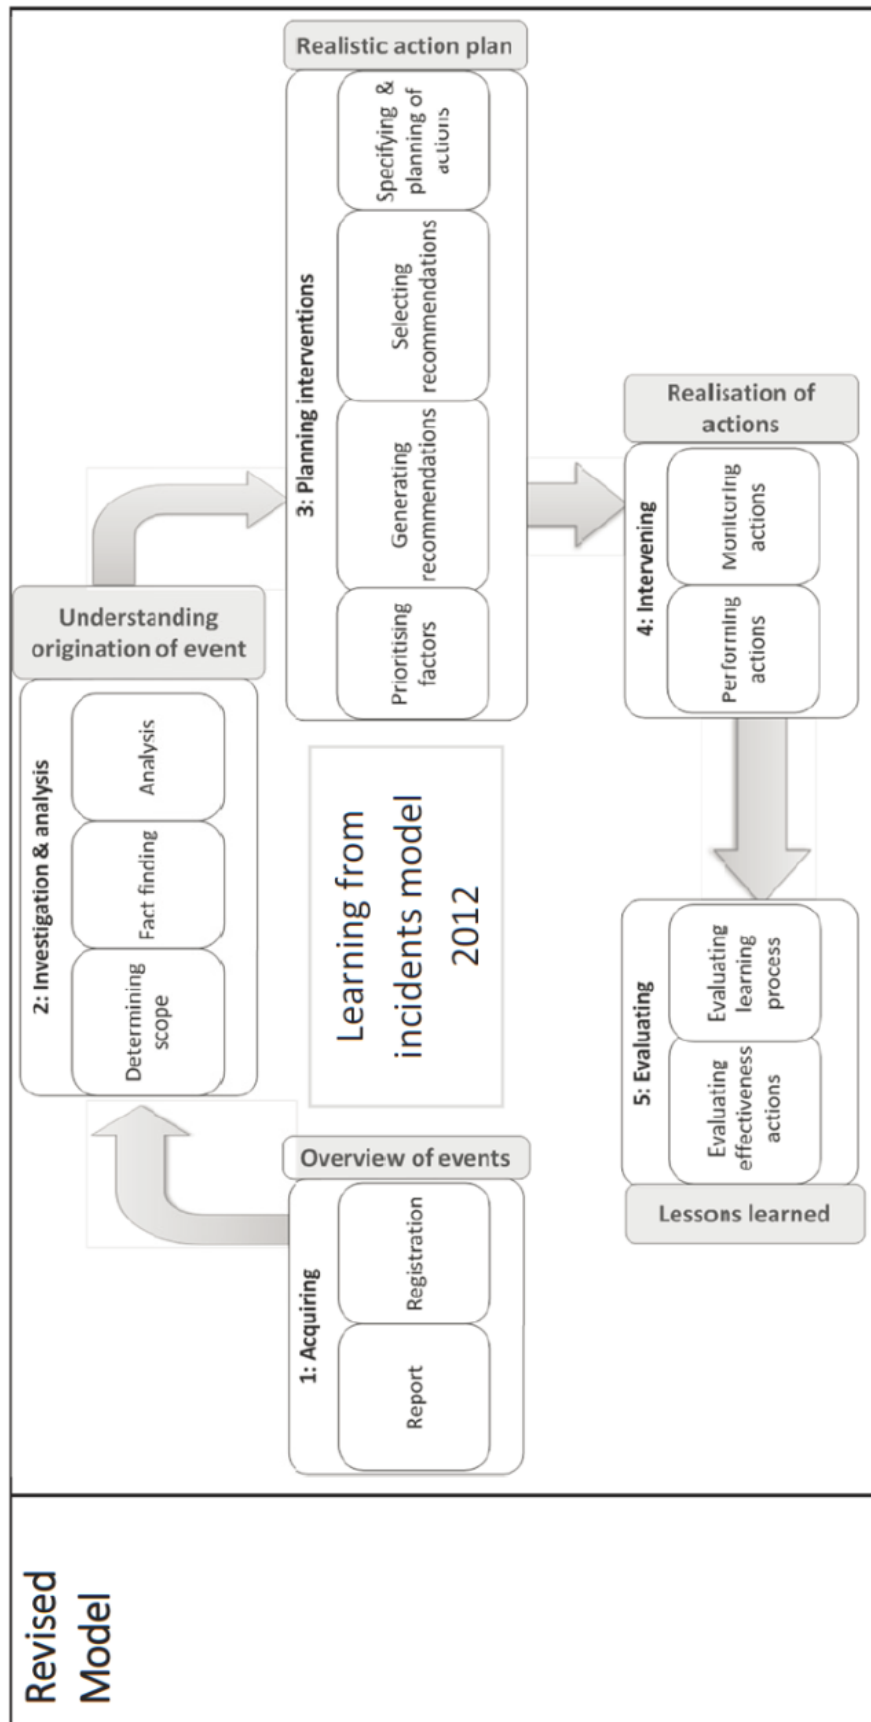 Revised
Model
1: Acquiring
Report
Registration
Overview of events
2: Investigation & analysis
Determining
scope
Fact finding
Analysis
Understanding
origination of event
3: Planning interventions
Prioritising
factors
Generating
recommendations
Selecting
recommendations
Specifying &
planning of
actions
Realistic action plan
Learning from
incidents model
2012
4: Intervening
Performing
actions
Monitoring
actions
Realisation of
actions
5: Evaluating
Evaluating
effectiveness
actions
Evaluating
learning
process
Lessons learned